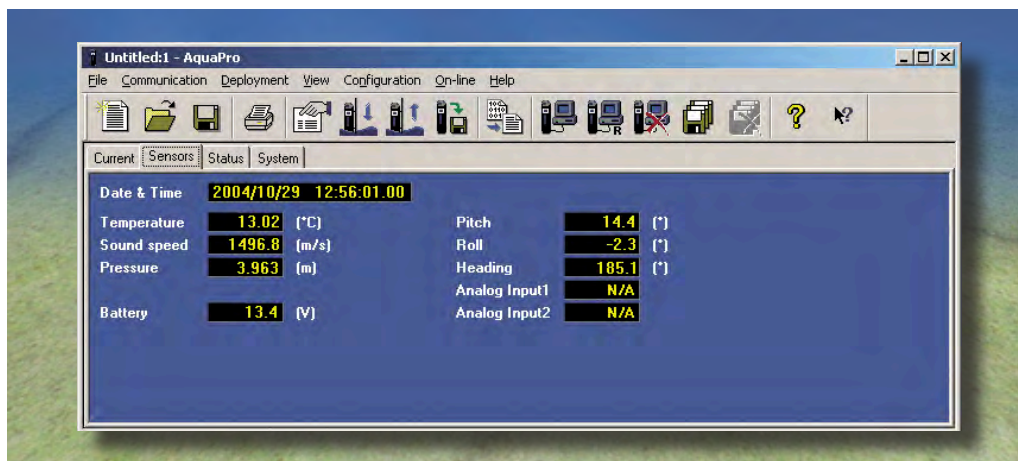 Untitled:1 - AquaPro
File Communication Deployment View Configuration On-line Help
Current Sensors Status System
Date & Time 2004/10/29 12:56:01.00
Temperature 13.02 (°C) Pitch 14.4 (°)
Sound speed 1496.8 (m/s) Roll -2.3 (°)
Pressure 3.963 (m) Heading 185.1 (°)
Analog Input1 N/A
Battery 13.4 (V) Analog Input2 N/A